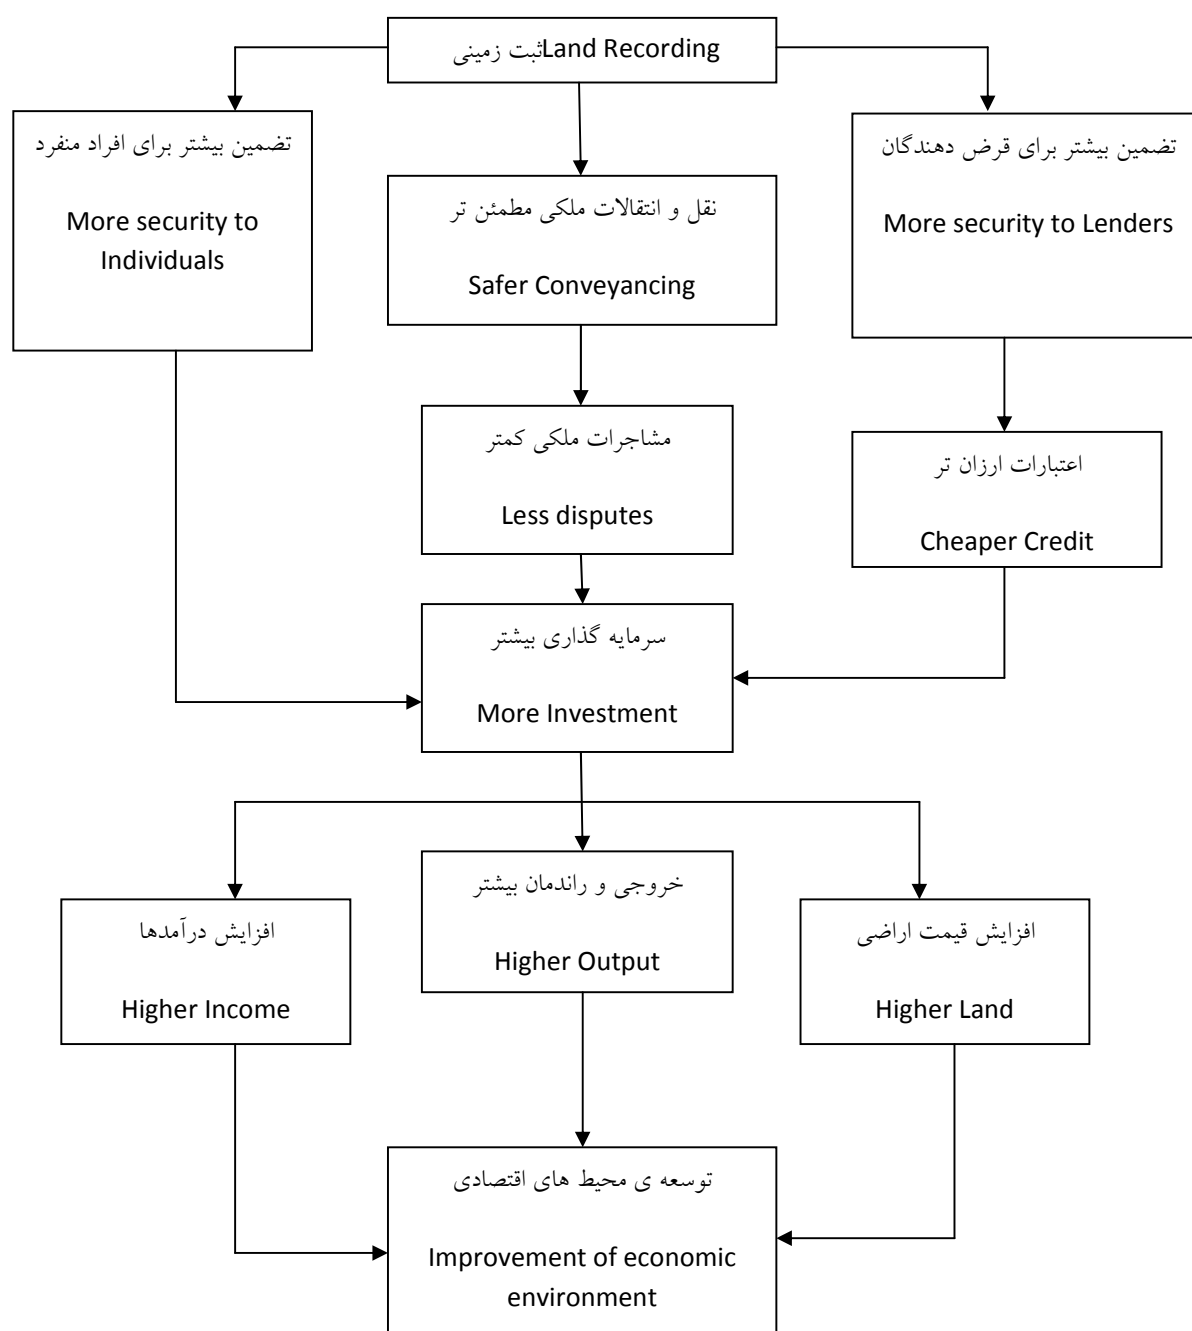 ثبت زمینیLand Recording
تضمین بیشتر برای افراد منفرد
More security to
Individuals
نقل و انتقالات ملکی مطمئن تر
Safer Conveyancing
تضمین بیشتر برای قرض دهندگان
More security to Lenders
مشاجرات ملکی کمتر
Less disputes
اعتبارات ارزان تر
Cheaper Credit
سرمایه گذاری بیشتر
More Investment
افزایش درآمدها
Higher Income
خروجی و راندمان بیشتر
Higher Output
افزایش قیمت اراضی
Higher Land
توسعه ی محیط های اقتصادی
Improvement of economic
environment